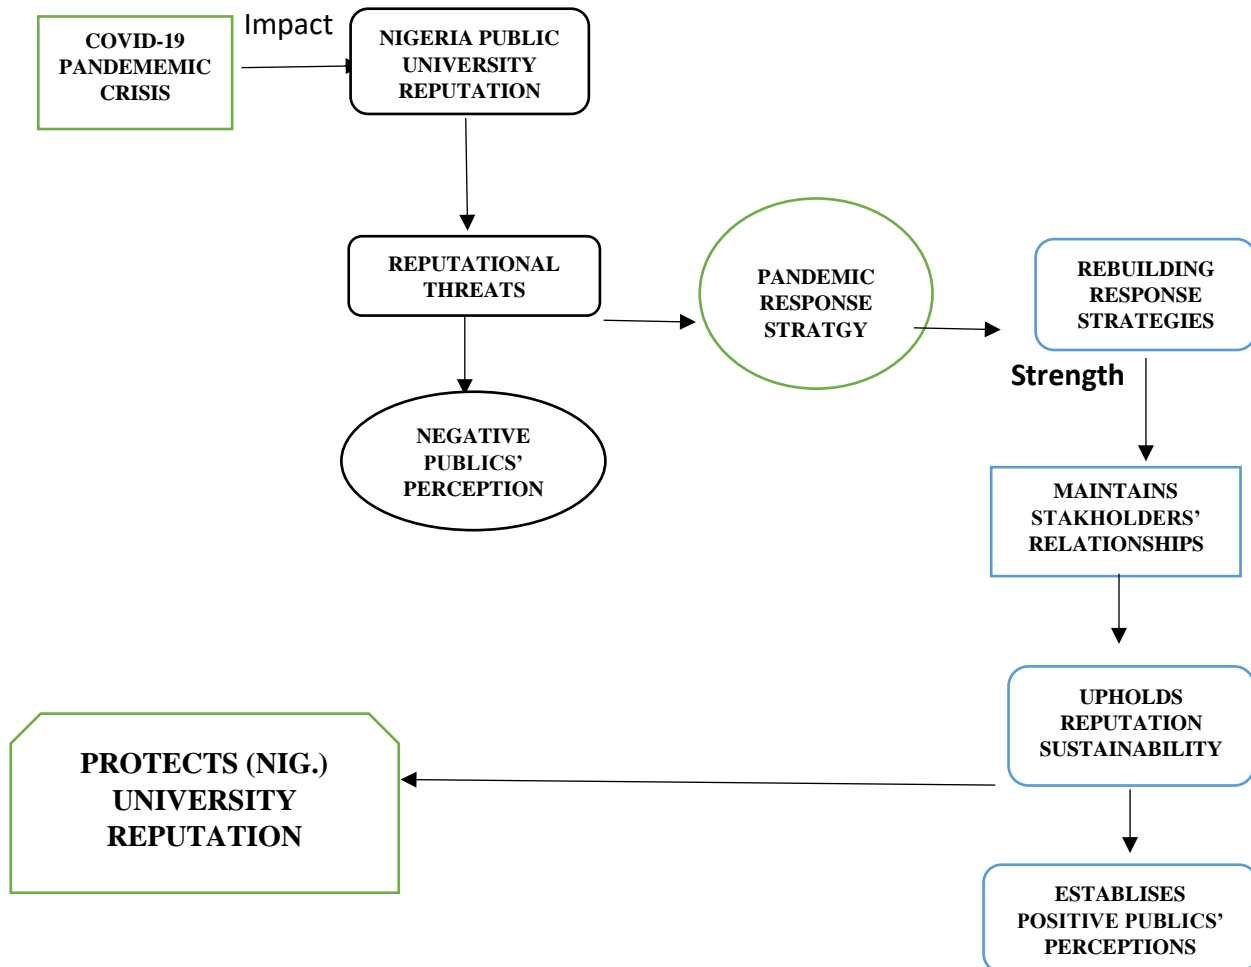 COVID-19
PANDEMEMIC
CRISIS
Impact
NIGERIA PUBLIC
UNIVERSITY
REPUTATION
REPUTATIONAL
THREATS
PANDEMIC
RESPONSE
STRATGY
REBUILDING
RESPONSE
STRATEGIES
Strength
NEGATIVE
PUBLICS’
PERCEPTION
MAINTAINS
STAKHOLDERS’
RELATIONSHIPS
UPHOLDS
REPUTATION
SUSTAINABILITY
PROTECTS (NIG.)
UNIVERSITY
REPUTATION
ESTABLISES
POSITIVE PUBLICS’
PERCEPTIONS